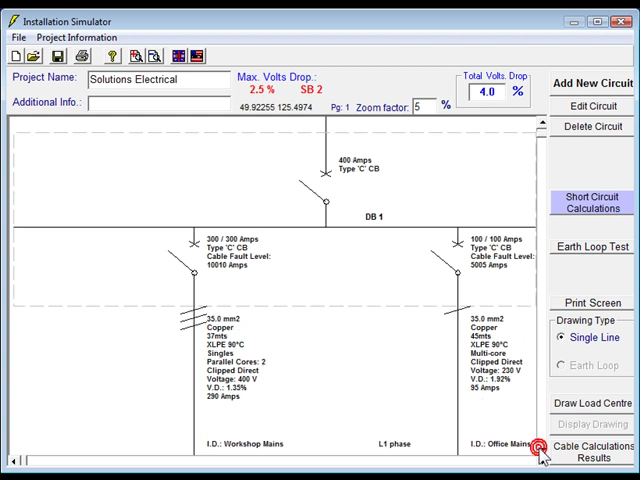 Installation Simulator
File Project Information
Project Name: Solutions Electrical
Additional Info.:
Max. Volts Drop.:
2.5 % SB 2
49.92255 125.4974 Pg: 1 Zoom factor: 5 %
Total Volts. Drop
4.0 %
Add New Circuit
Edit Circuit
Delete Circuit
Short Circuit
Calculations
Earth Loop Test
Print Screen
Drawing Type
Single Line
Earth Loop
Draw Load Centre
Display Drawing
Cable Calculations
Results
400 Amps
Type 'C' CB
DB 1
300 / 300 Amps
Type 'C' CB
Cable Fault Level:
10010 Amps
100 / 100 Amps
Type 'C' CB
Cable Fault Level:
5005 Amps
35.0 mm2
Copper
37mts
XLPE 90°C
Singles
Parallel Cores: 2
Clipped Direct
Voltage: 400 V
V.D.: 1.35%
290 Amps
35.0 mm2
Copper
45mts
XLPE 90°C
Multi-core
Clipped Direct
Voltage: 230 V
V.D.: 1.92%
95 Amps
I.D.: Workshop Mains L1 phase I.D.: Office Mains